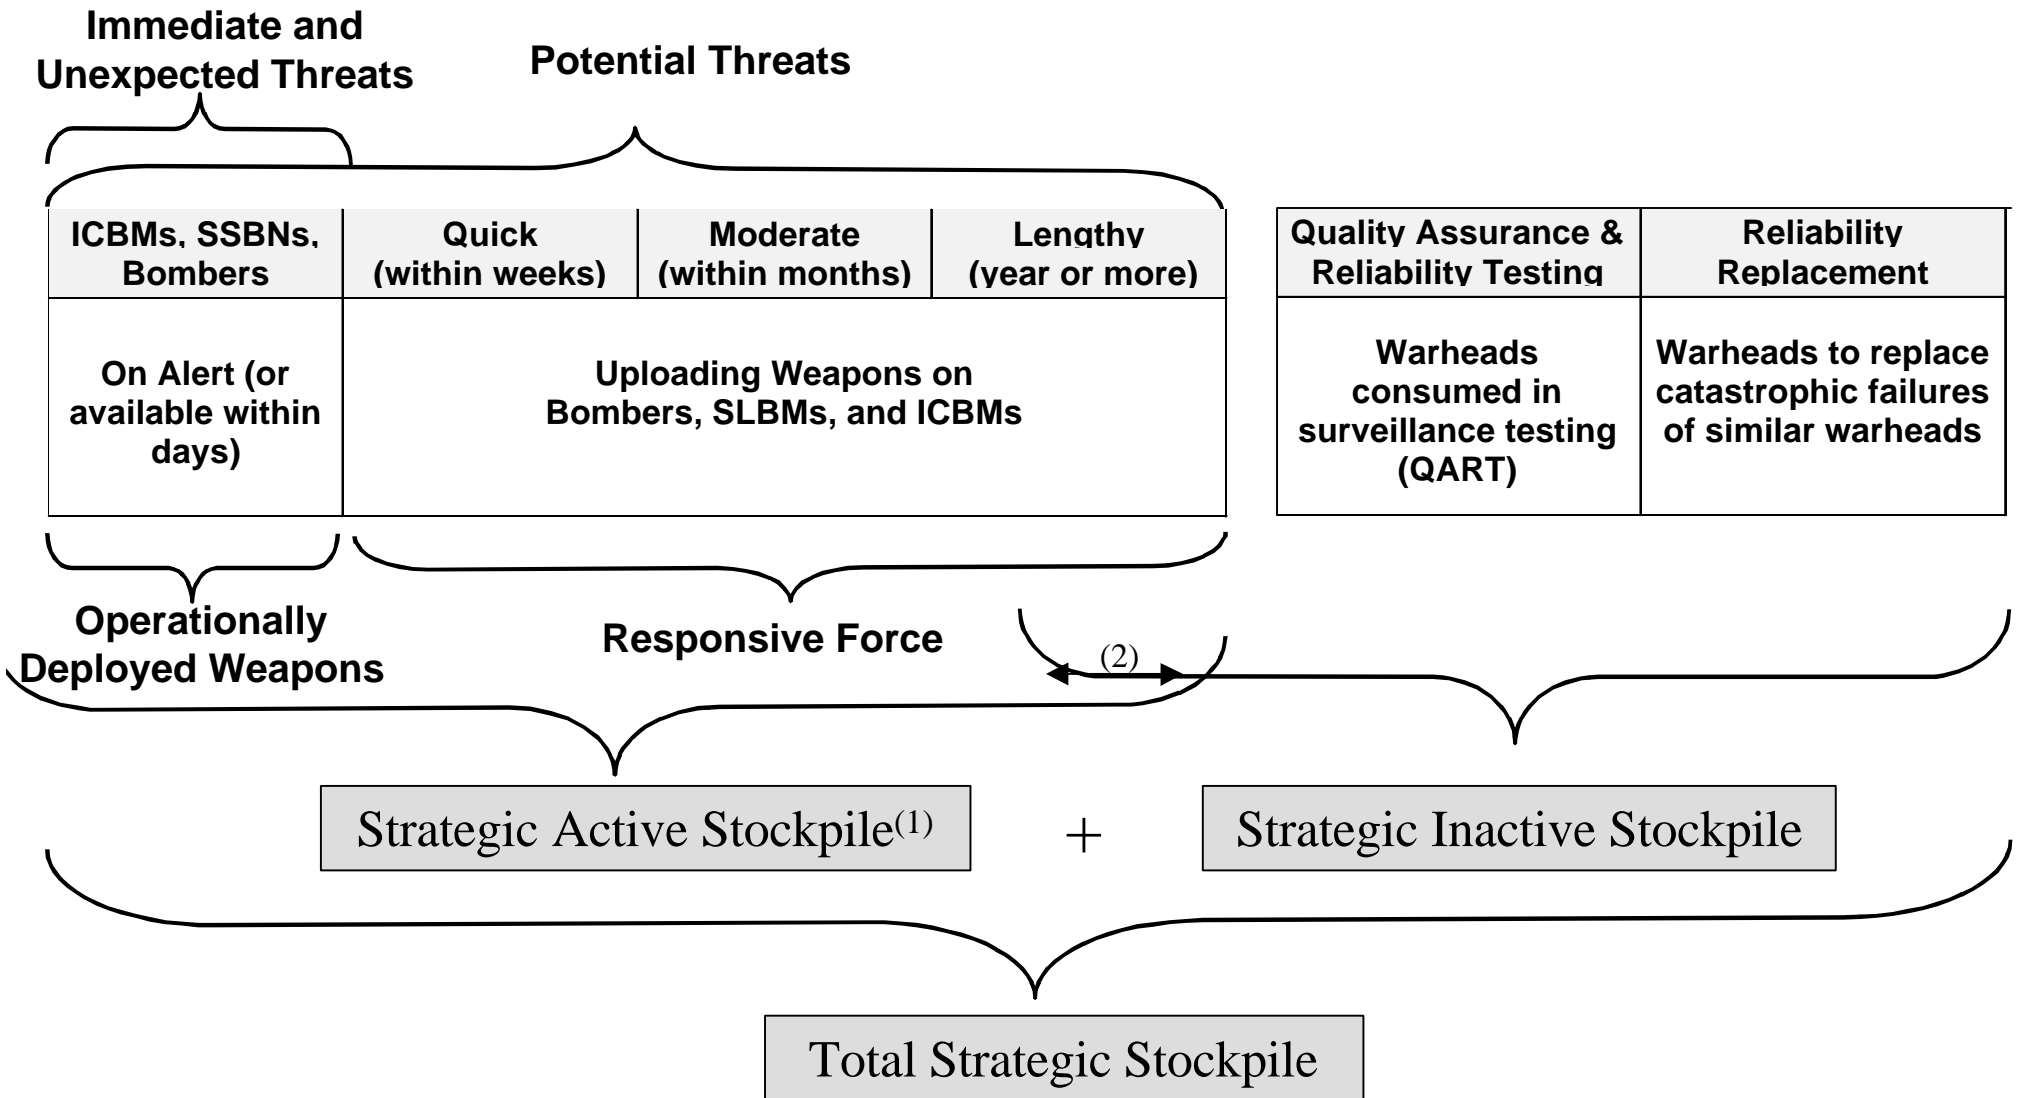 Immediate and
Unexpected Threats
Potential Threats
ICBMs, SSBNs,
Bombers
Quick
(within weeks)
Moderate
(within months)
Lengthy
(year or more)
Quality Assurance &
Reliability Testing
Reliability
Replacement
On Alert (or
available within
days)
Uploading Weapons on
Bombers, SLBMs, and ICBMs
Warheads
consumed in
surveillance testing
(QART)
Warheads to replace
catastrophic failures
of similar warheads
Operationally
Deployed Weapons
Responsive Force
(2)
Strategic Active Stockpile(1)
+
Strategic Inactive Stockpile
Total Strategic Stockpile